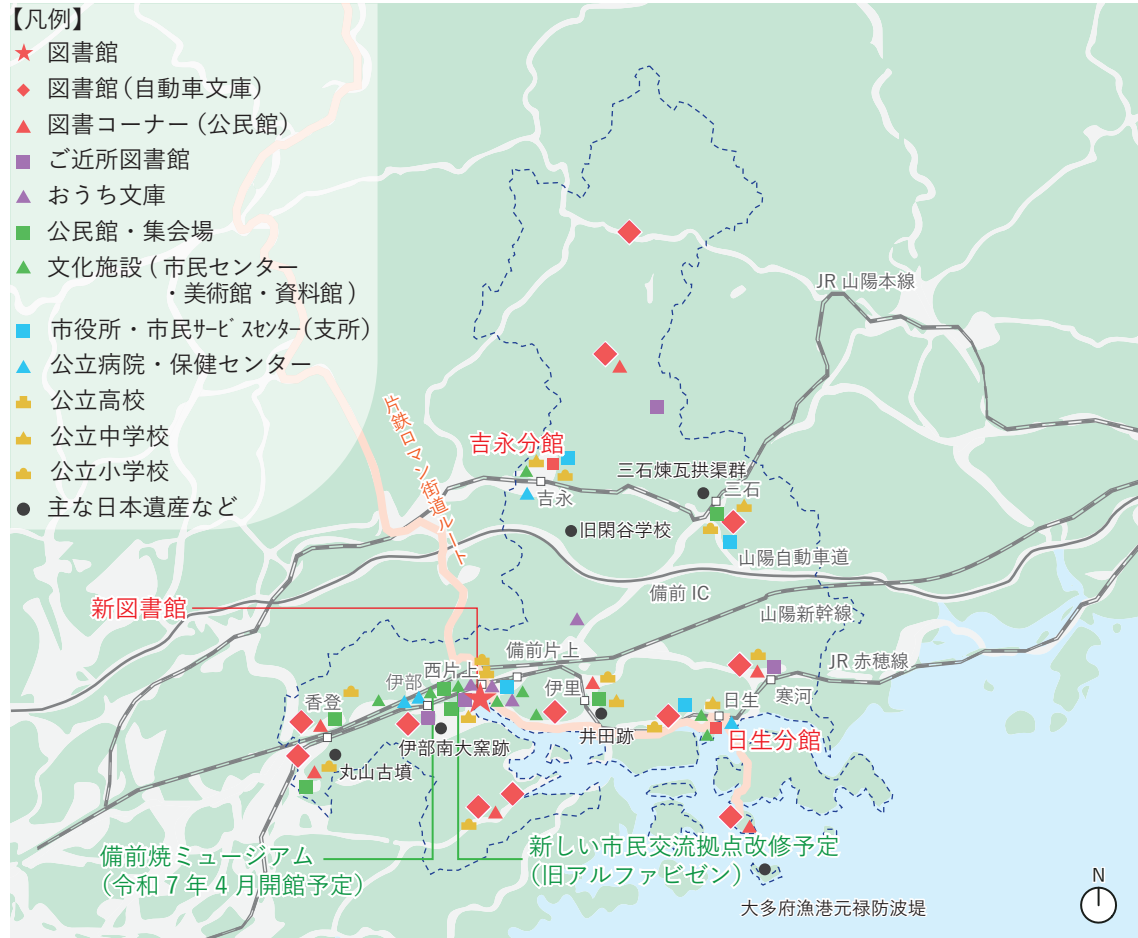 【凡例】
図書館
図書館(自動車文庫)
図書コーナー(公民館)
ご近所図書館
おうち文庫
公民館・集会場
文化施設(市民センター
・美術館・資料館)
市役所・市民ｻｰﾋﾞｽｾﾝﾀｰ(支所)
公立病院・保健センター
公立高校
公立中学校
公立小学校
主な日本遺産など
JR 山陽本線
片鉄ロマン街道ルート
吉永分館
吉永
三石煉瓦拱渠群
三石
旧閑谷学校
山陽自動車道
備前 IC
山陽新幹線
新図書館
備前片上
西片上
JR 赤穂線
伊部
伊里
日生
寒河
香登
井田跡
日生分館
伊部南大窯跡
丸山古墳
備前焼ミュージアム
(令和 7 年 4 月開館予定)
新しい市民交流拠点改修予定
(旧アルファビゼン)
大多府漁港元禄防波堤
N